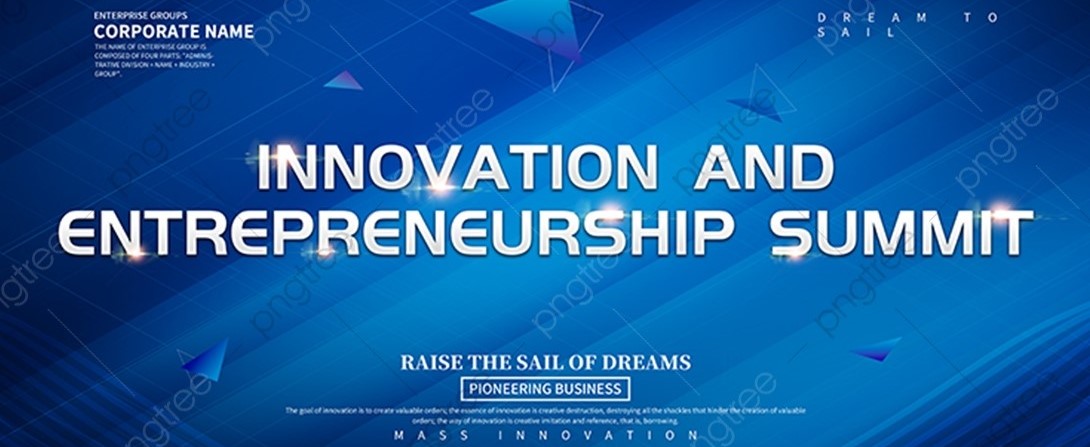 ENTERPRISE GROUPS
CORPORATE NAME
THE NAME OF ENTERPRISE GROUP IS
COMPOSED OF FOUR PARTS: "ADMINIS-
TRATIVE DIVISION + NAME + INDUSTRY +
GROUP".
DREAM TO
SAIL
INNOVATION AND
ENTREPRENEURSHIP SUMMIT
RAISE THE SAIL OF DREAMS
PIONEERING BUSINESS
The goal of innovation is to create valuable orders; the essence of innovation is creative destruction, destroying all the shackles that hinder the creation of valuable
orders; the way of innovation is creative imitation and reference, that is, borrowing.
MASS INNOVATION
pngtree
pngtree
pngtree
pngtree
pngtree
pngtree
pngtree
pngtree
pngtree
pngtree
pngtree